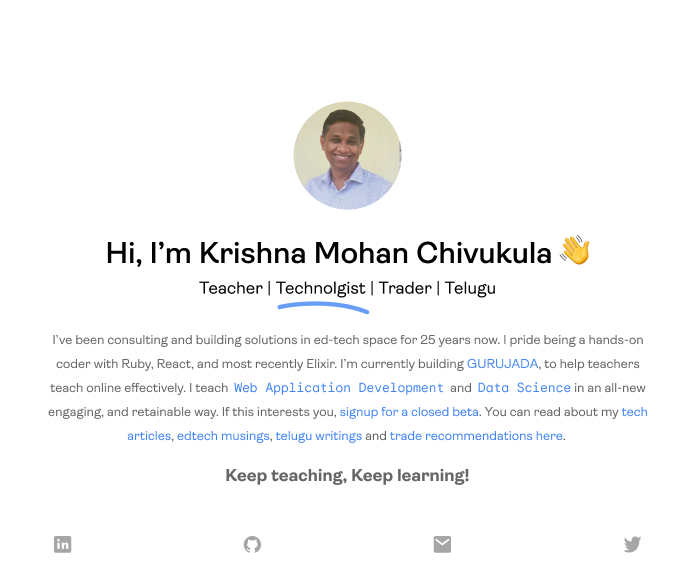 Hi, I’m Krishna Mohan Chivukula 👋
Teacher | Technolgist | Trader | Telugu
I’ve been consulting and building solutions in ed-tech space for 25 years now. I pride being a hands-on
coder with Ruby, React, and most recently Elixir. I’m currently building GURUJADA, to help teachers
teach online effectively. I teach Web Application Development and Data Science in an all-new
engaging, and retainable way. If this interests you, signup for a closed beta. You can read about my tech
articles, edtech musings, telugu writings and trade recommendations here.
Keep teaching, Keep learning!